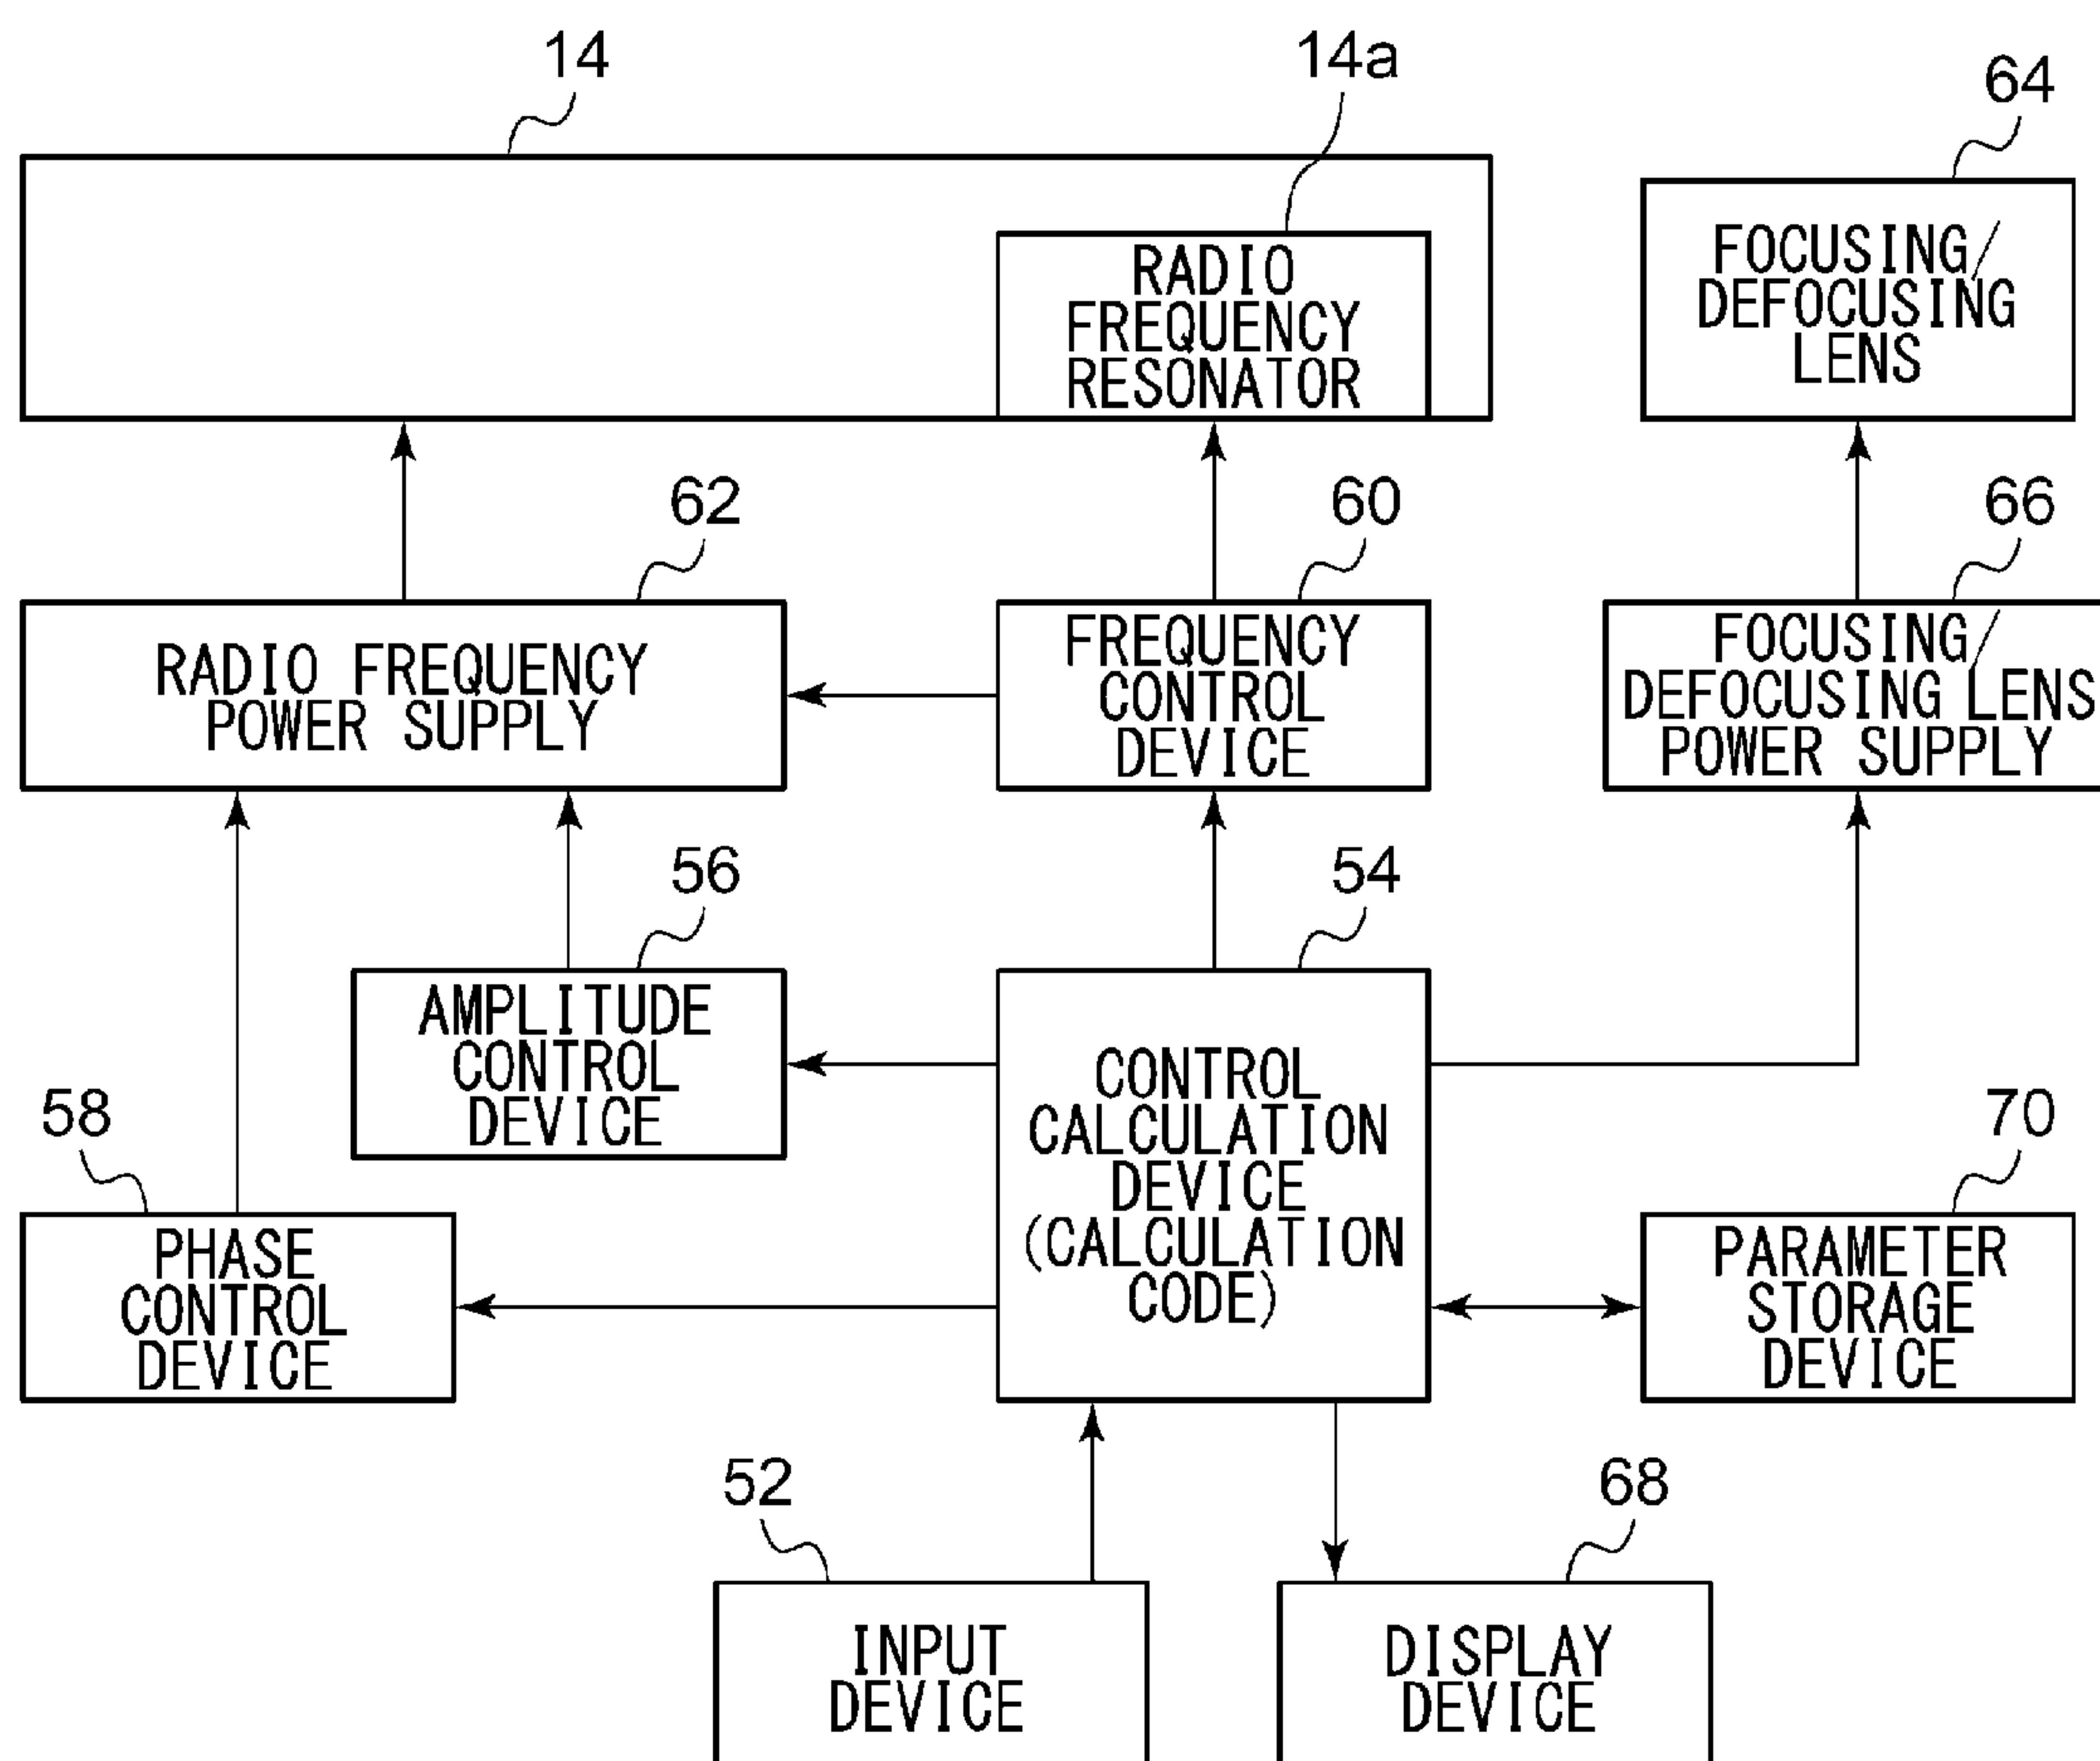 14
14a
64
RADIO
FREQUENCY
RESONATOR
FOCUSING/
DEFOCUSING
LENS
62
60
66
RADIO FREQUENCY
POWER SUPPLY
FREQUENCY
CONTROL
DEVICE
FOCUSING/
DEFOCUSING LENS
POWER SUPPLY
56
54
AMPLITUDE
CONTROL
DEVICE
CONTROL
CALCULATION
DEVICE
(CALCULATION
CODE)
58
70
PHASE
CONTROL
DEVICE
PARAMETER
STORAGE
DEVICE
52
68
INPUT
DEVICE
DISPLAY
DEVICE